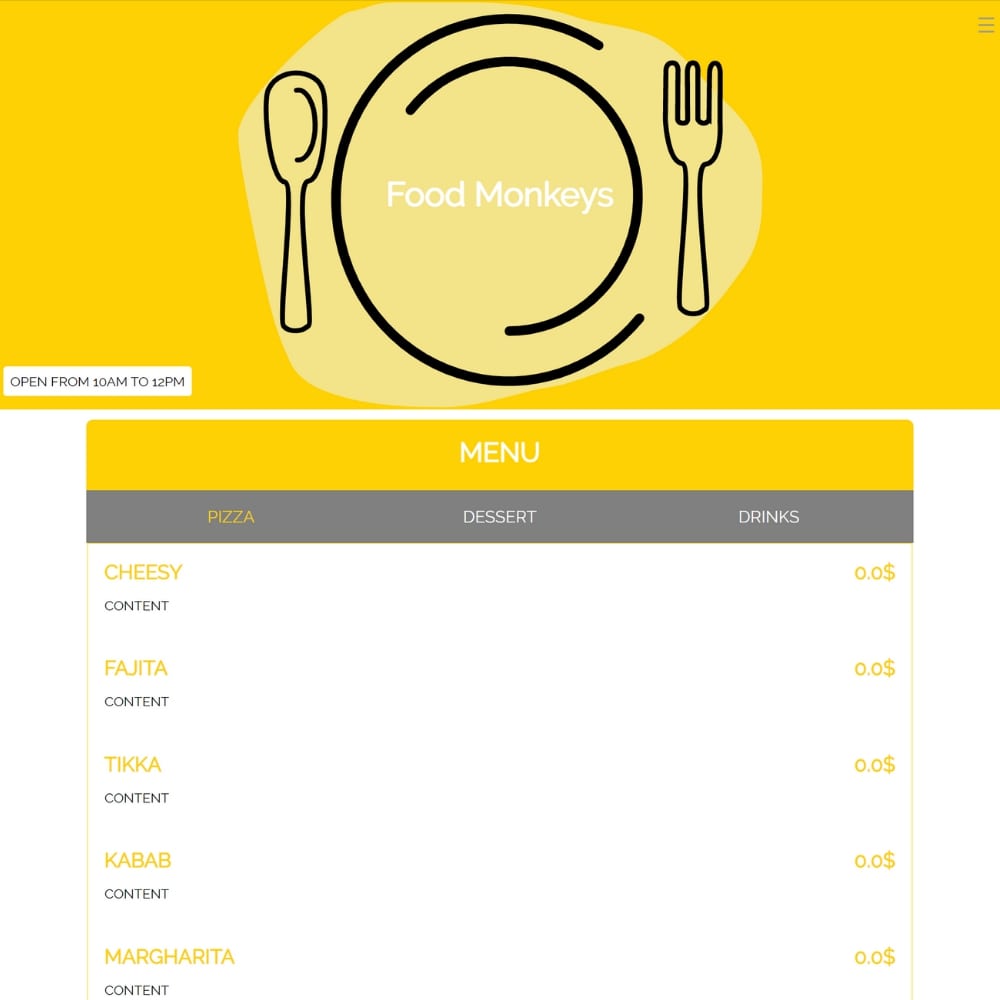 Food Monkeys
OPEN FROM 10AM TO 12PM
MENU
PIZZA DESSERT DRINKS
CHEESY 0.0$
CONTENT
FAJITA 0.0$
CONTENT
TIKKA 0.0$
CONTENT
KABAB 0.0$
CONTENT
MARGHARITA 0.0$
CONTENT